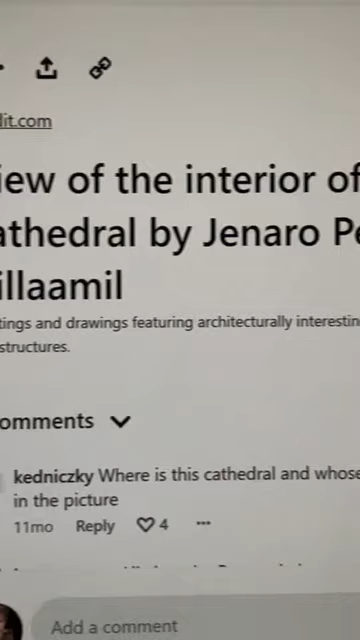 lit.com
iew of the interior of
athedral by Jenaro Pe
illaamil
tings and drawings featuring architecturally interestin
structures.
omments
kedniczky Where is this cathedral and whose
in the picture
11mo Reply 4 ...
Add a comment